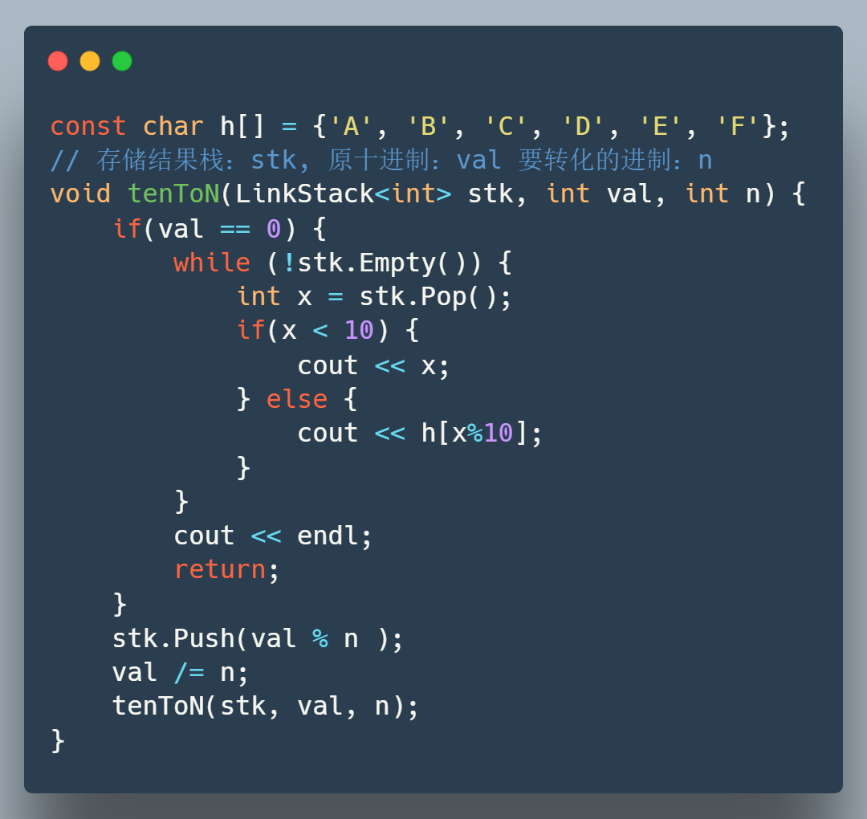 const char h[] = {'A', 'B', 'C', 'D', 'E', 'F'};
// 存储结果栈：stk, 原十进制：val 要转化的进制：n
void tenToN(LinkStack<int> stk, int val, int n) {
    if(val == 0) {
        while (!stk.Empty()) {
            int x = stk.Pop();
            if(x < 10) {
                cout << x;
            } else {
                cout << h[x%10];
            }
        }
        cout << endl;
        return;
    }
    stk.Push(val % n );
    val /= n;
    tenToN(stk, val, n);
}